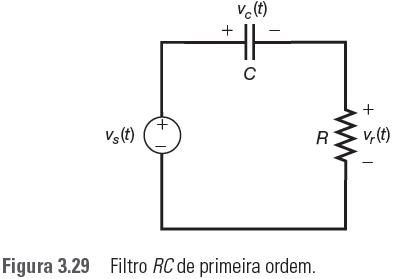 v_c(t)
+ −
C
v_s(t)
+
−
R
+
v_r(t)
−
Figura 3.29 Filtro RC de primeira ordem.